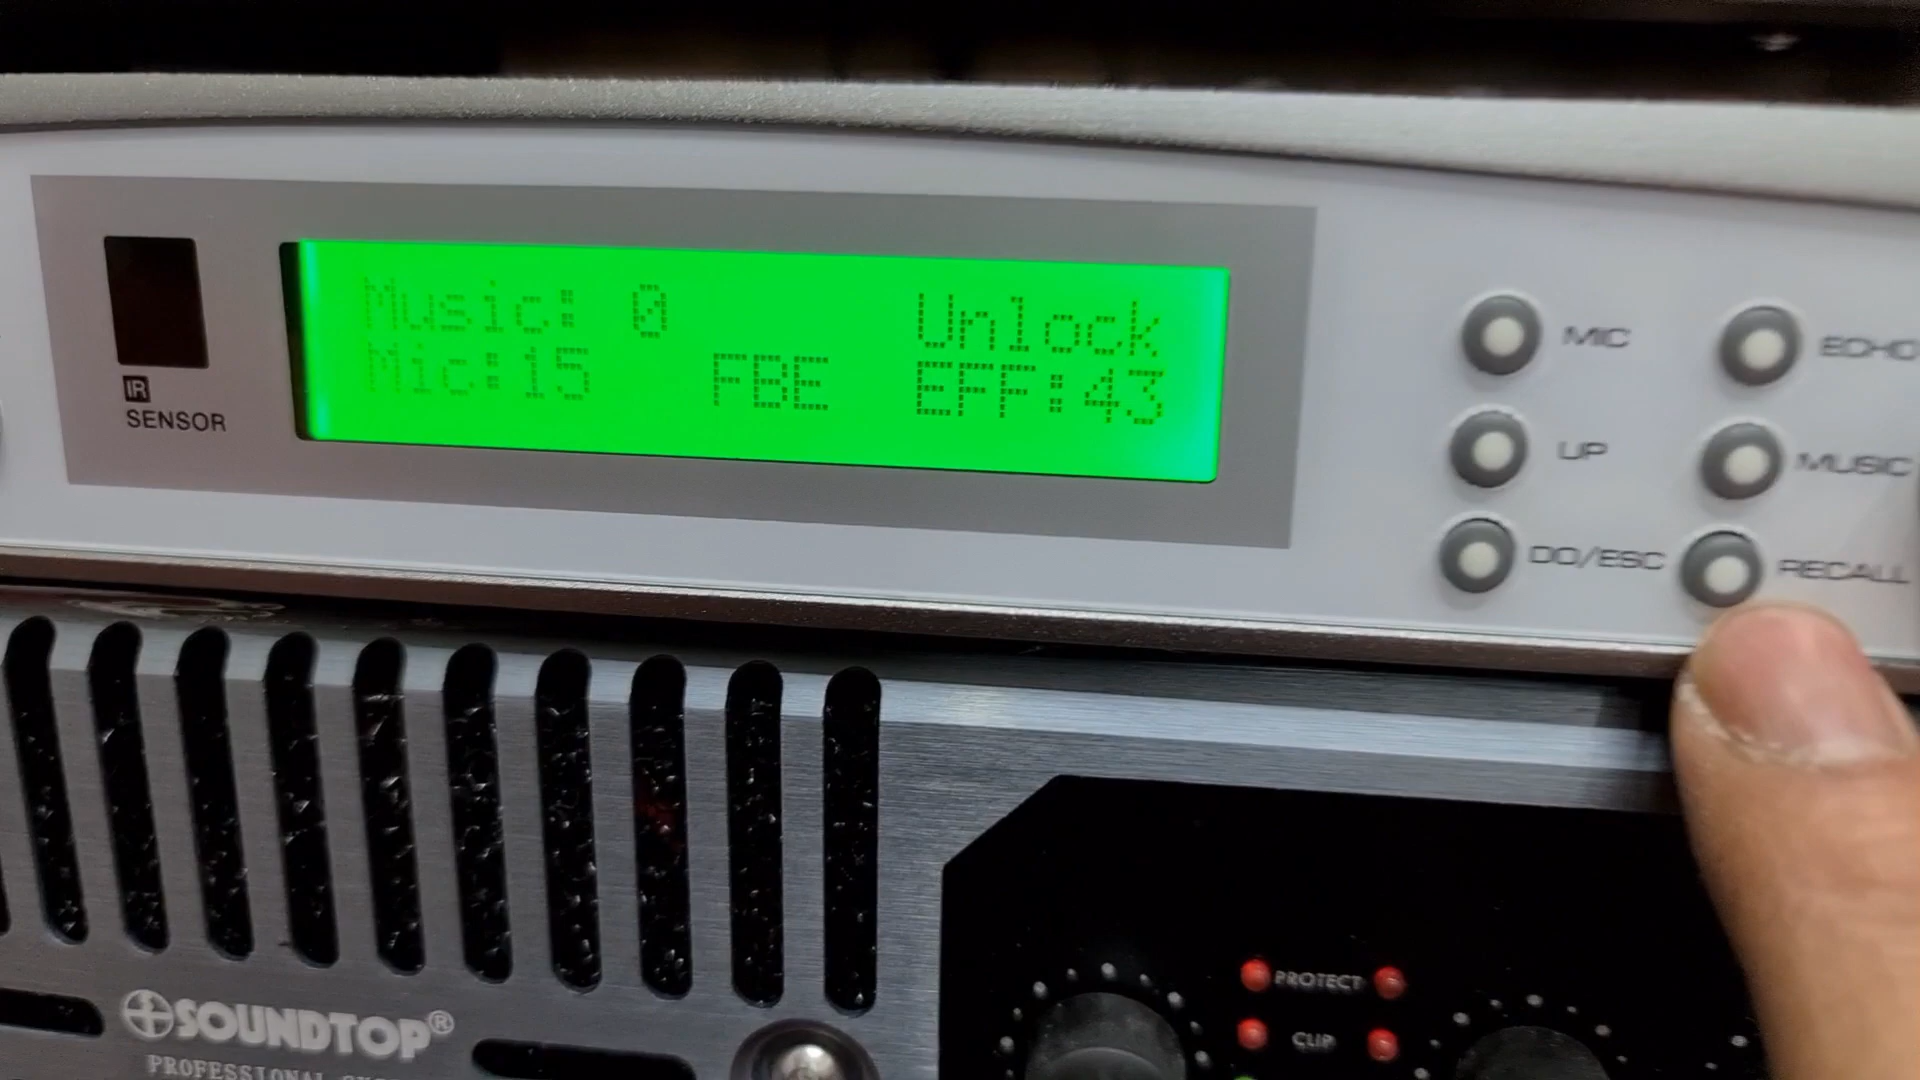 Music: 0 Unlock
Mic:15 FBE EFF:43
IR
SENSOR
MIC ECHO
UP MUSIC
DO/ESC RECALL
SOUNDTOP®
PROFESSIONAL
PROTECT
CLIP